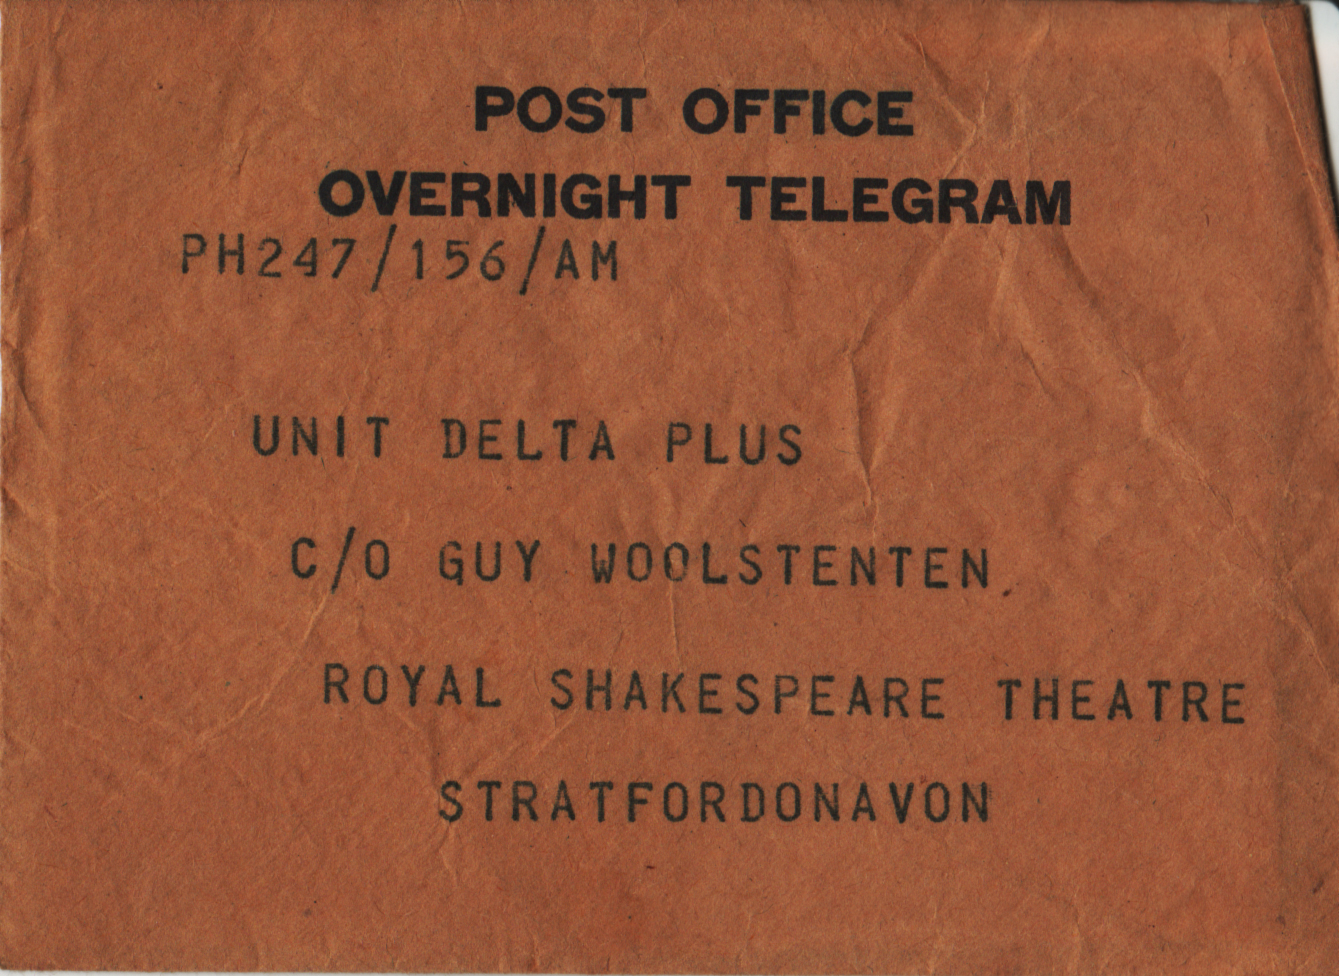 POST OFFICE
OVERNIGHT TELEGRAM
PH247/156/AM
UNIT DELTA PLUS
C/O GUY WOOLSTENTEN
ROYAL SHAKESPEARE THEATRE
STRATFORDONAVON